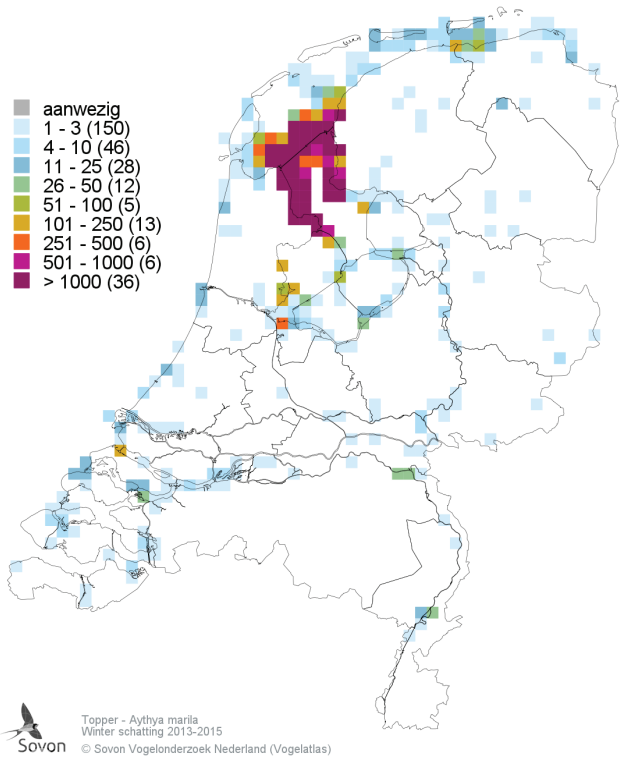 aanwezig
1 - 3 (150)
4 - 10 (46)
11 - 25 (28)
26 - 50 (12)
51 - 100 (5)
101 - 250 (13)
251 - 500 (6)
501 - 1000 (6)
> 1000 (36)
Topper - Aythya marila
Winter schatting 2013-2015
© Sovon Vogelonderzoek Nederland (Vogelatlas)
Sovon